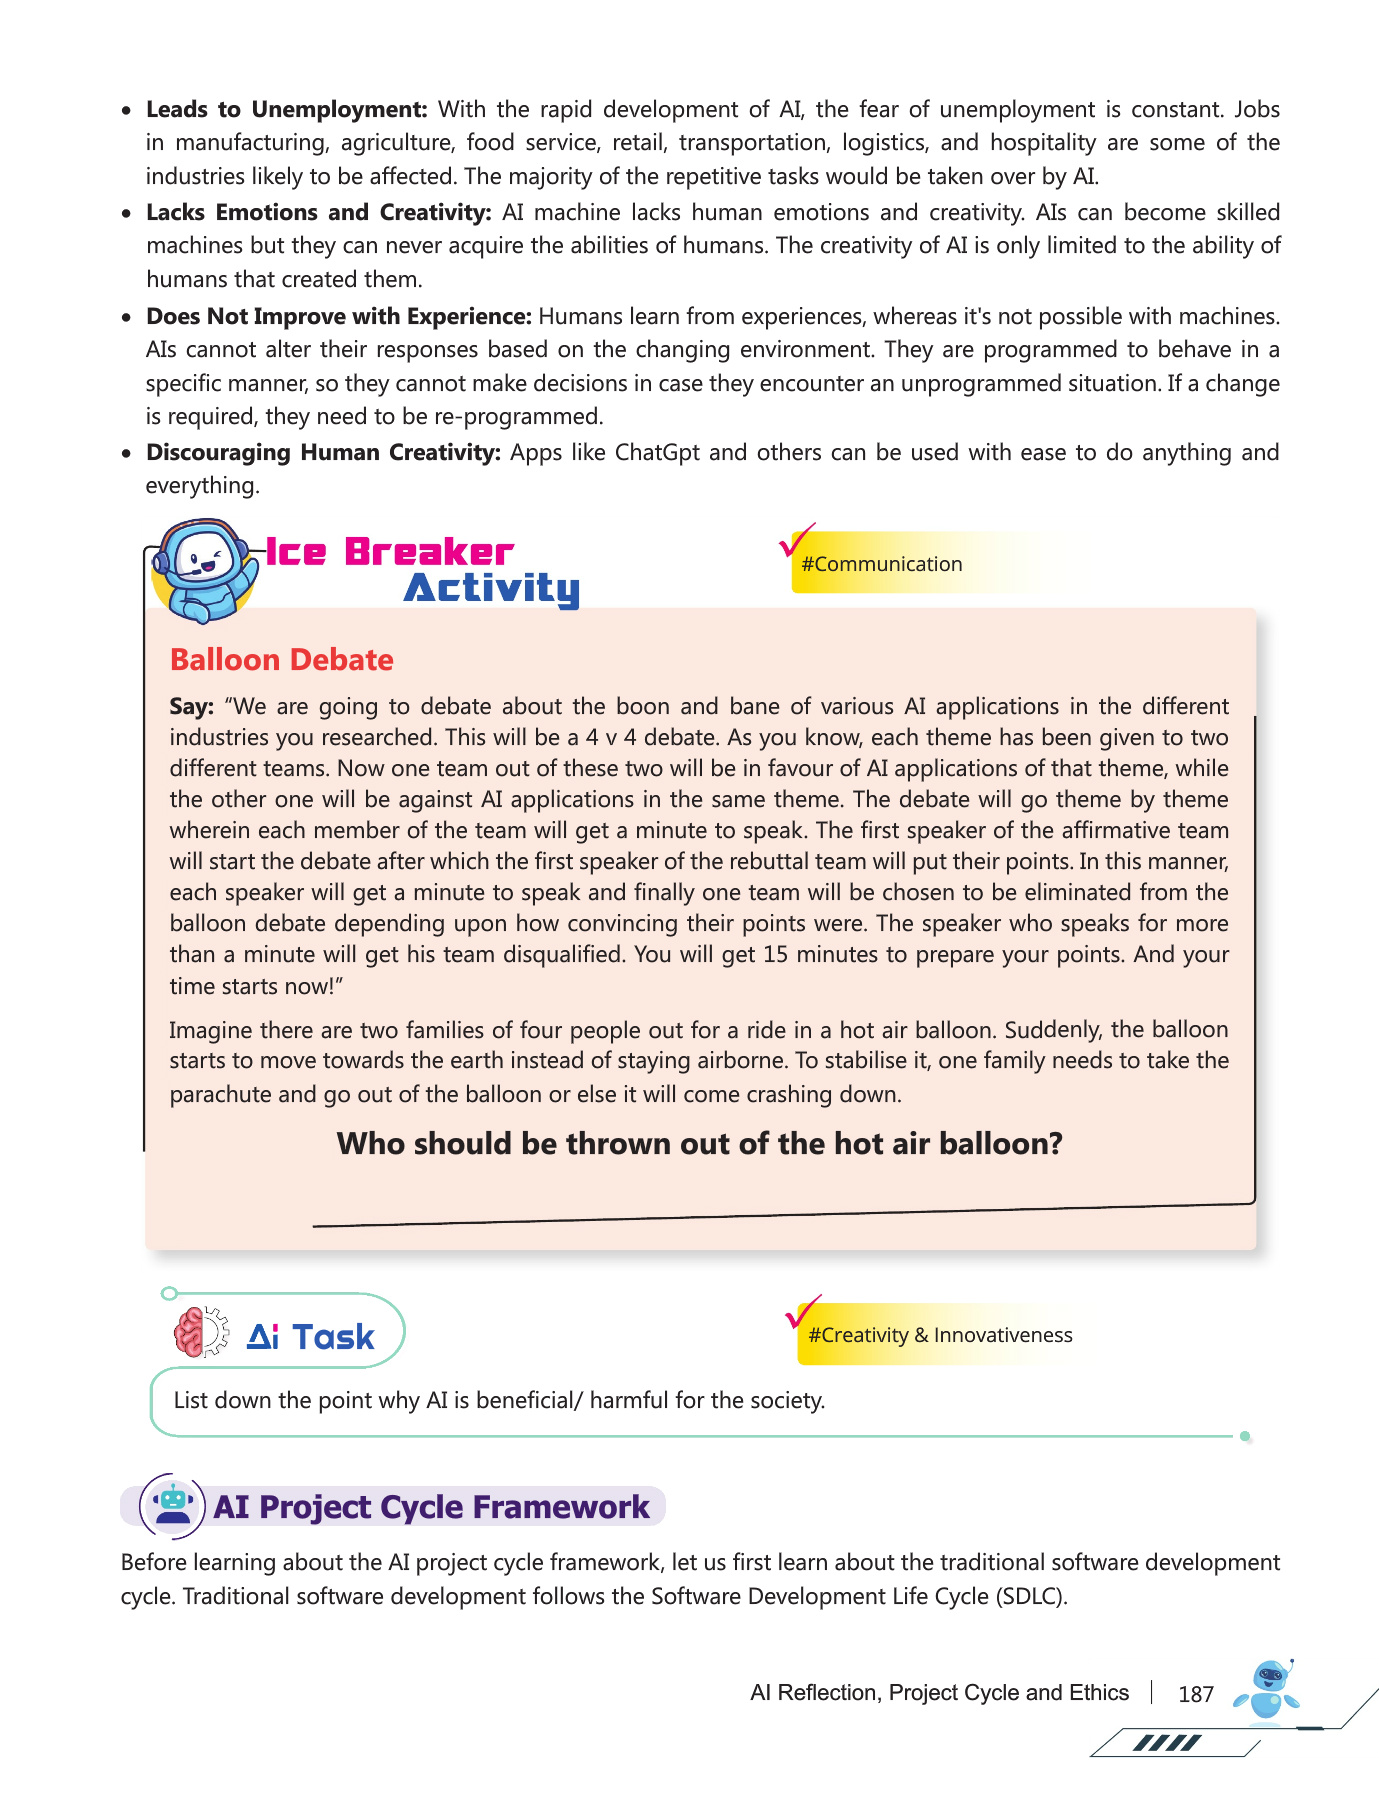 • Leads to Unemployment: With the rapid development of AI, the fear of unemployment is constant. Jobs
in manufacturing, agriculture, food service, retail, transportation, logistics, and hospitality are some of the
industries likely to be affected. The majority of the repetitive tasks would be taken over by AI.
• Lacks Emotions and Creativity: AI machine lacks human emotions and creativity. AIs can become skilled
machines but they can never acquire the abilities of humans. The creativity of AI is only limited to the ability of
humans that created them.
• Does Not Improve with Experience: Humans learn from experiences, whereas it's not possible with machines.
AIs cannot alter their responses based on the changing environment. They are programmed to behave in a
specific manner, so they cannot make decisions in case they encounter an unprogrammed situation. If a change
is required, they need to be re-programmed.
• Discouraging Human Creativity: Apps like ChatGpt and others can be used with ease to do anything and
everything.
Ice Breaker
Activity
#Communication
Balloon Debate
Say: “We are going to debate about the boon and bane of various AI applications in the different
industries you researched. This will be a 4 v 4 debate. As you know, each theme has been given to two
different teams. Now one team out of these two will be in favour of AI applications of that theme, while
the other one will be against AI applications in the same theme. The debate will go theme by theme
wherein each member of the team will get a minute to speak. The first speaker of the affirmative team
will start the debate after which the first speaker of the rebuttal team will put their points. In this manner,
each speaker will get a minute to speak and finally one team will be chosen to be eliminated from the
balloon debate depending upon how convincing their points were. The speaker who speaks for more
than a minute will get his team disqualified. You will get 15 minutes to prepare your points. And your
time starts now!”
Imagine there are two families of four people out for a ride in a hot air balloon. Suddenly, the balloon
starts to move towards the earth instead of staying airborne. To stabilise it, one family needs to take the
parachute and go out of the balloon or else it will come crashing down.
Who should be thrown out of the hot air balloon?
Ai Task
#Creativity & Innovativeness
List down the point why AI is beneficial/ harmful for the society.
AI Project Cycle Framework
Before learning about the AI project cycle framework, let us first learn about the traditional software development
cycle. Traditional software development follows the Software Development Life Cycle (SDLC).
AI Reflection, Project Cycle and Ethics | 187